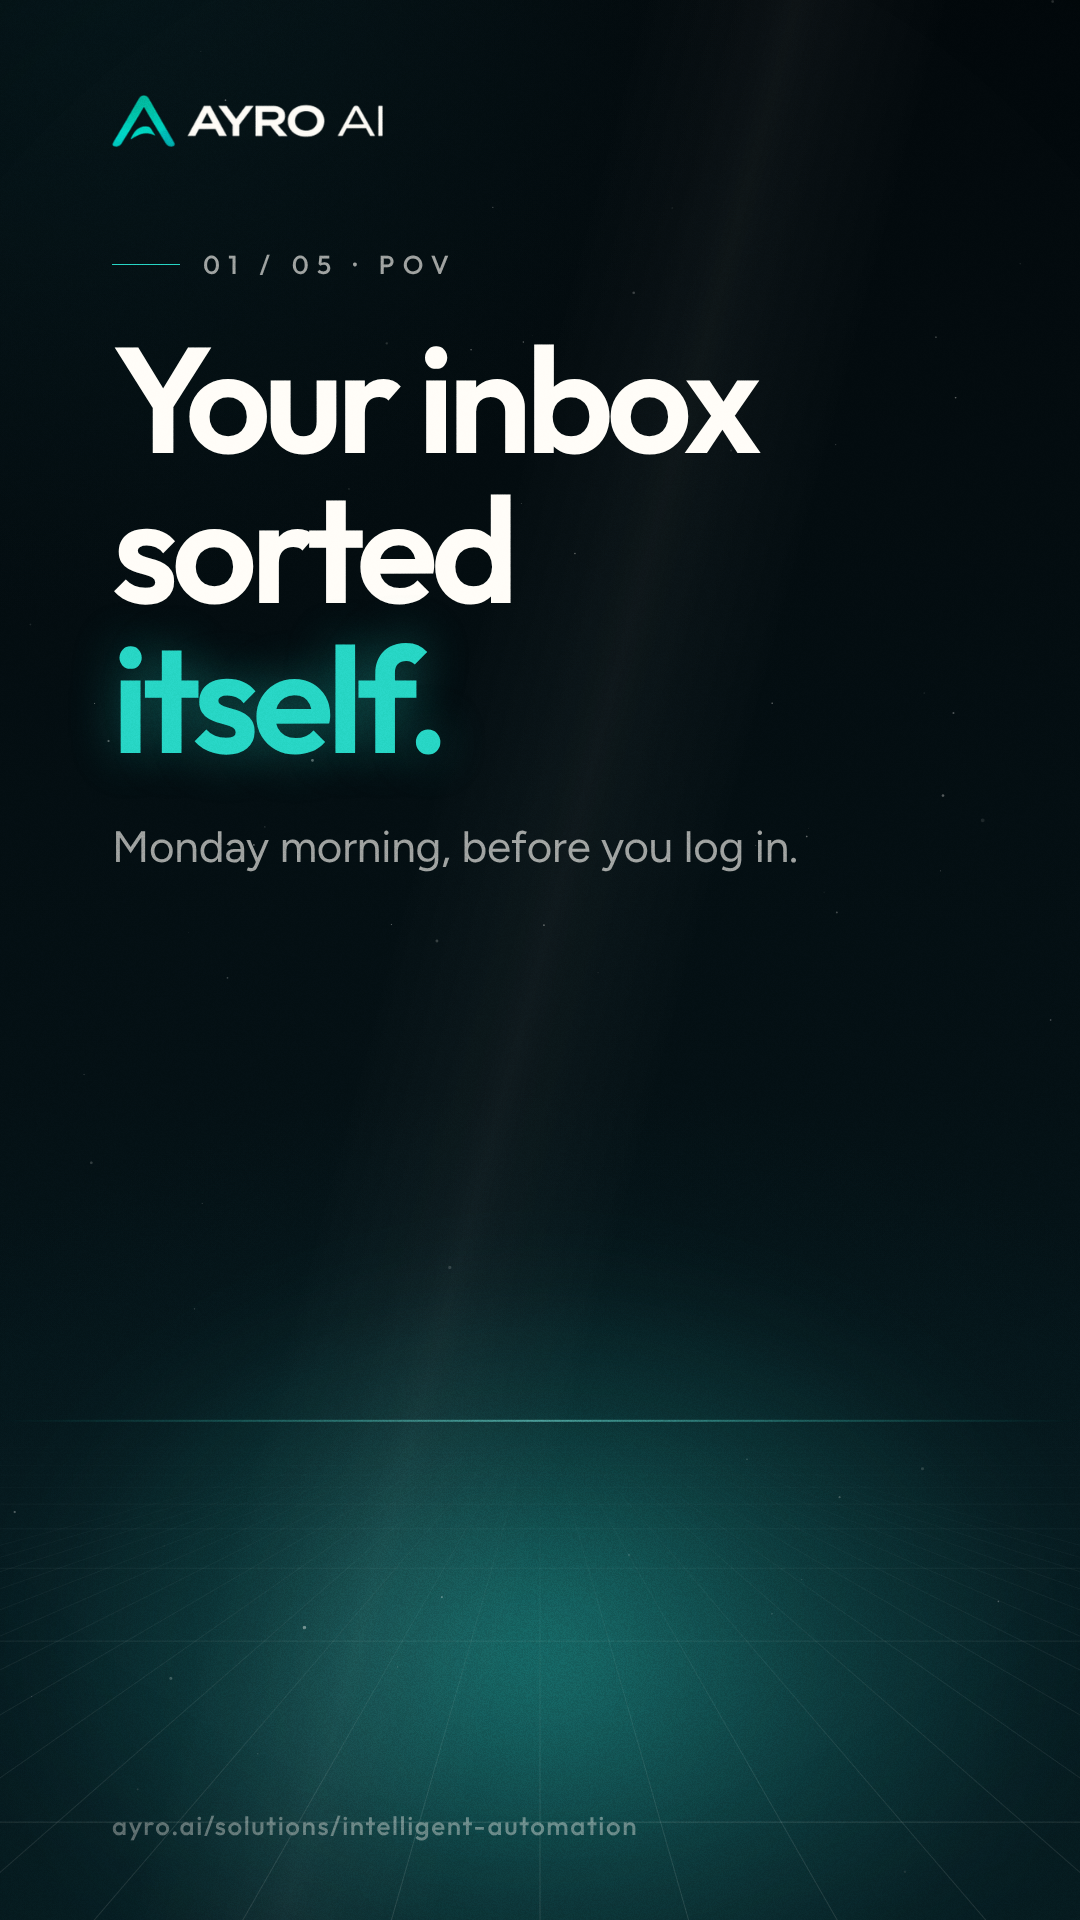 AYRO AI
01 / 05 · POV
Your inbox
sorted
itself.
Monday morning, before you log in.
ayro.ai/solutions/intelligent-automation